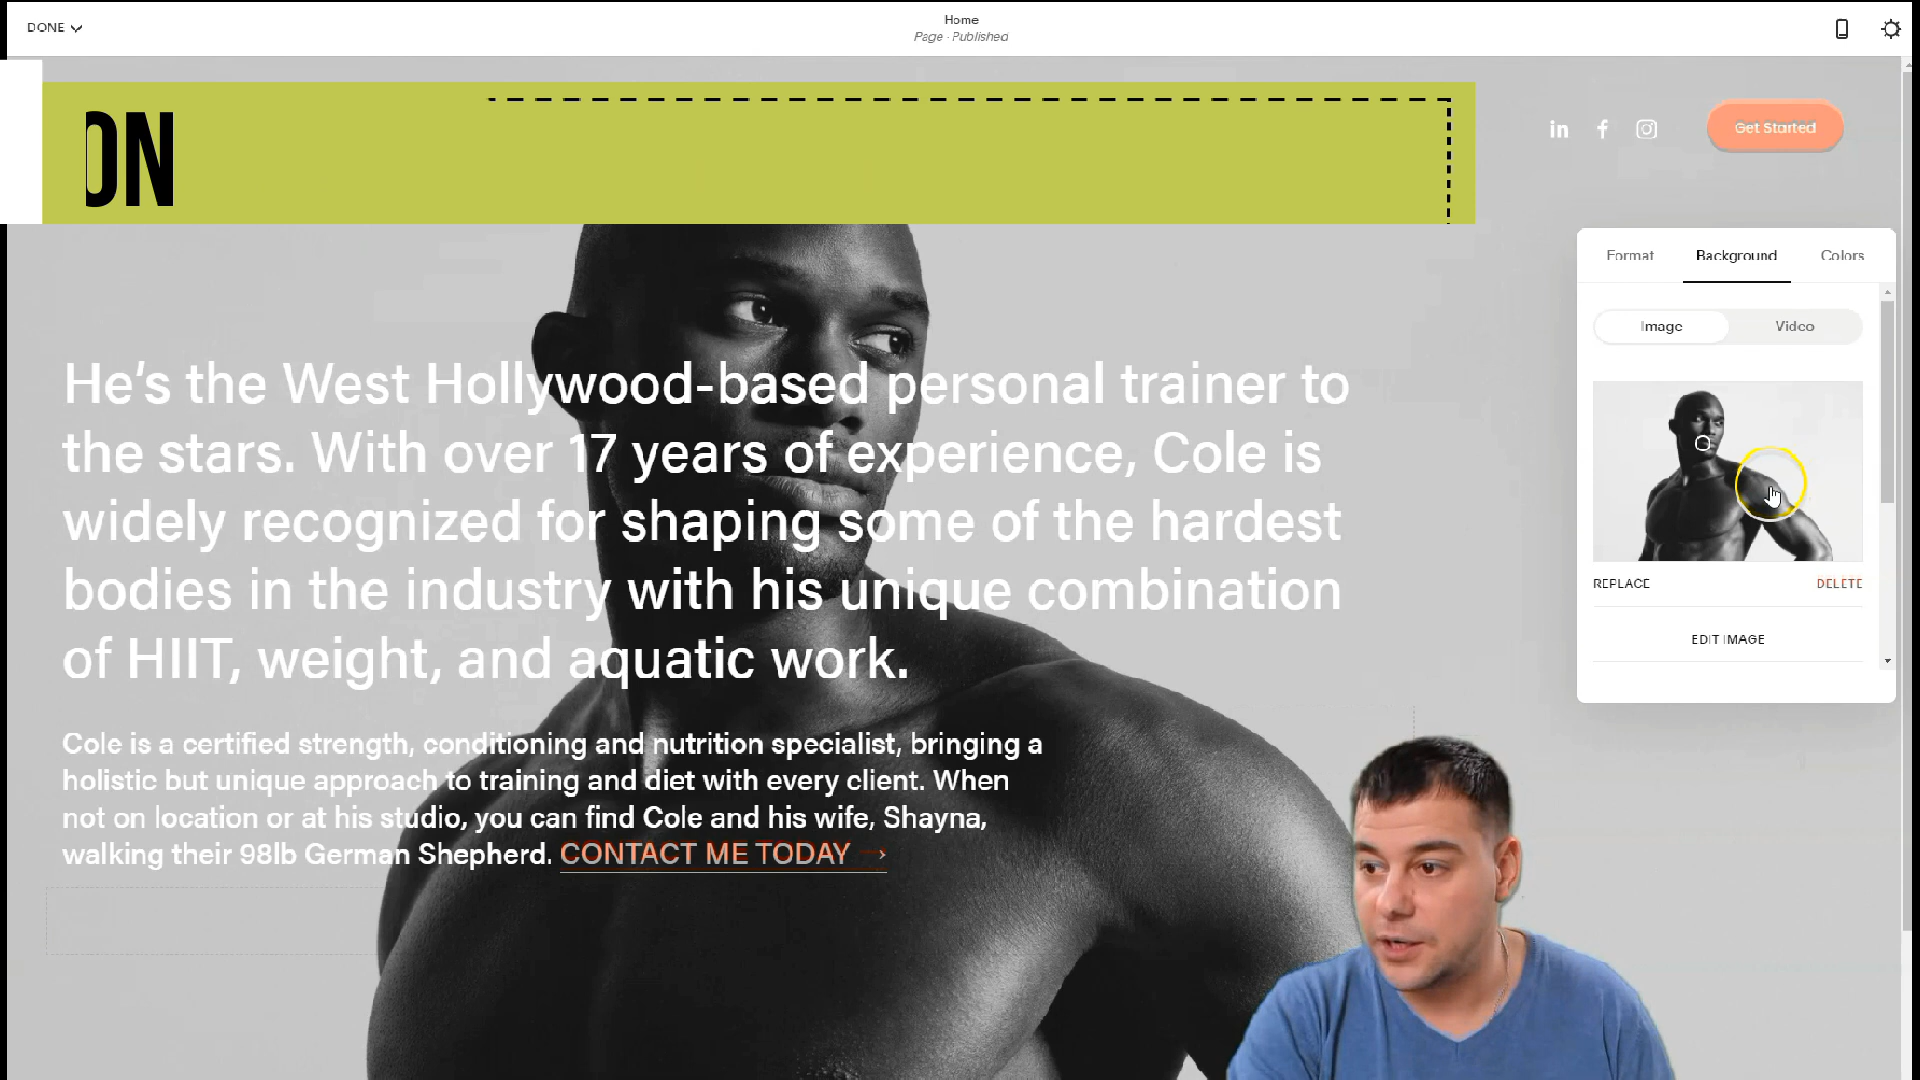 DONE
Home
Page · Published
ON
Get Started
Format
Background
Colors
Image
Video
He's the West Hollywood-based personal trainer to
the stars. With over 17 years of experience, Cole is
widely recognized for shaping some of the hardest
bodies in the industry with his unique combination
of HIIT, weight, and aquatic work.
REPLACE
DELETE
EDIT IMAGE
Cole is a certified strength, conditioning and nutrition specialist, bringing a
holistic but unique approach to training and diet with every client. When
not on location or at his studio, you can find Cole and his wife, Shayna,
walking their 98lb German Shepherd. CONTACT ME TODAY →